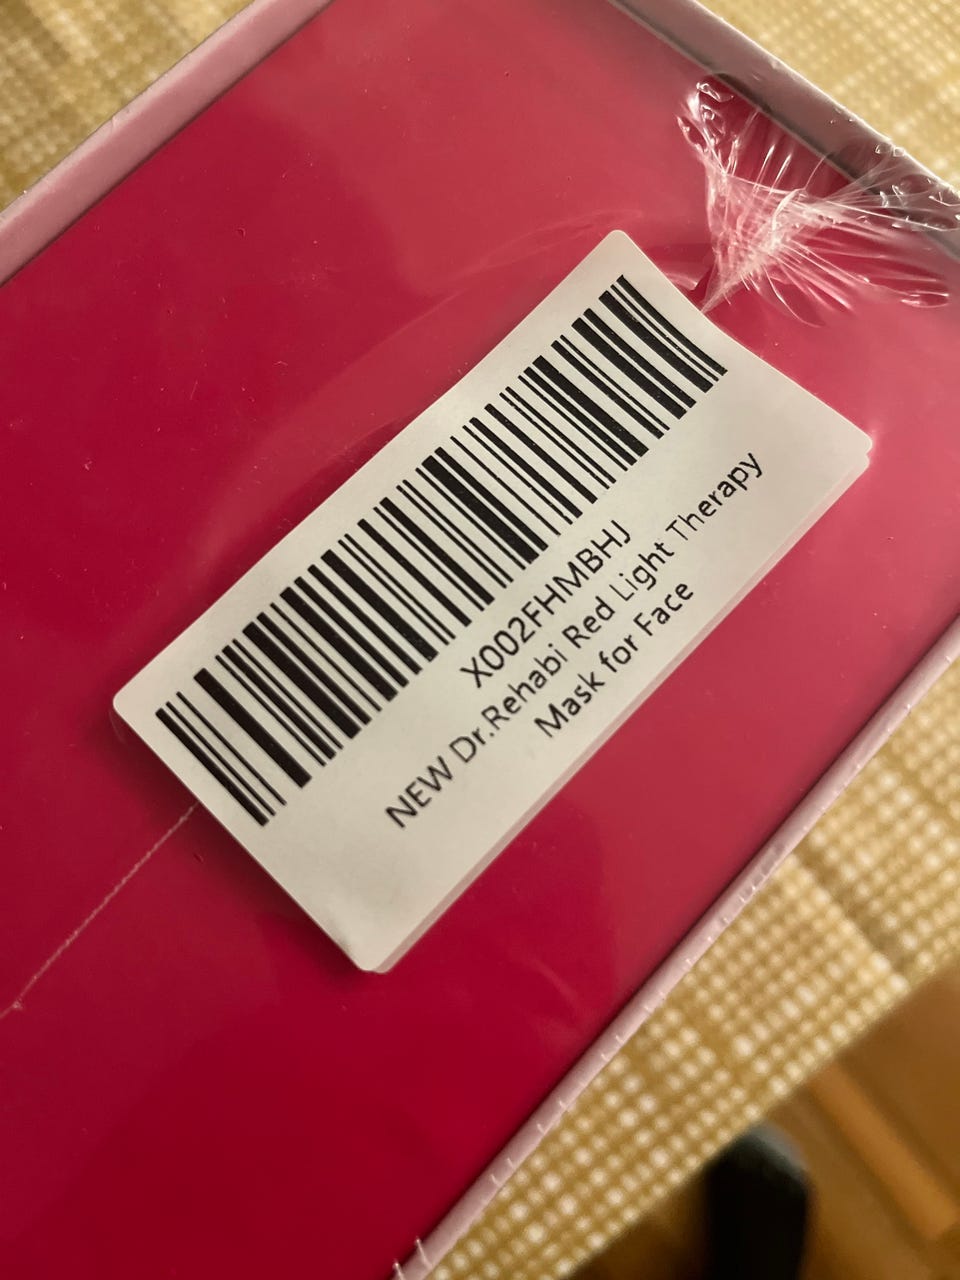 X002FHMBHJ
NEW Dr.Rehabi Red Light Therapy
Mask for Face